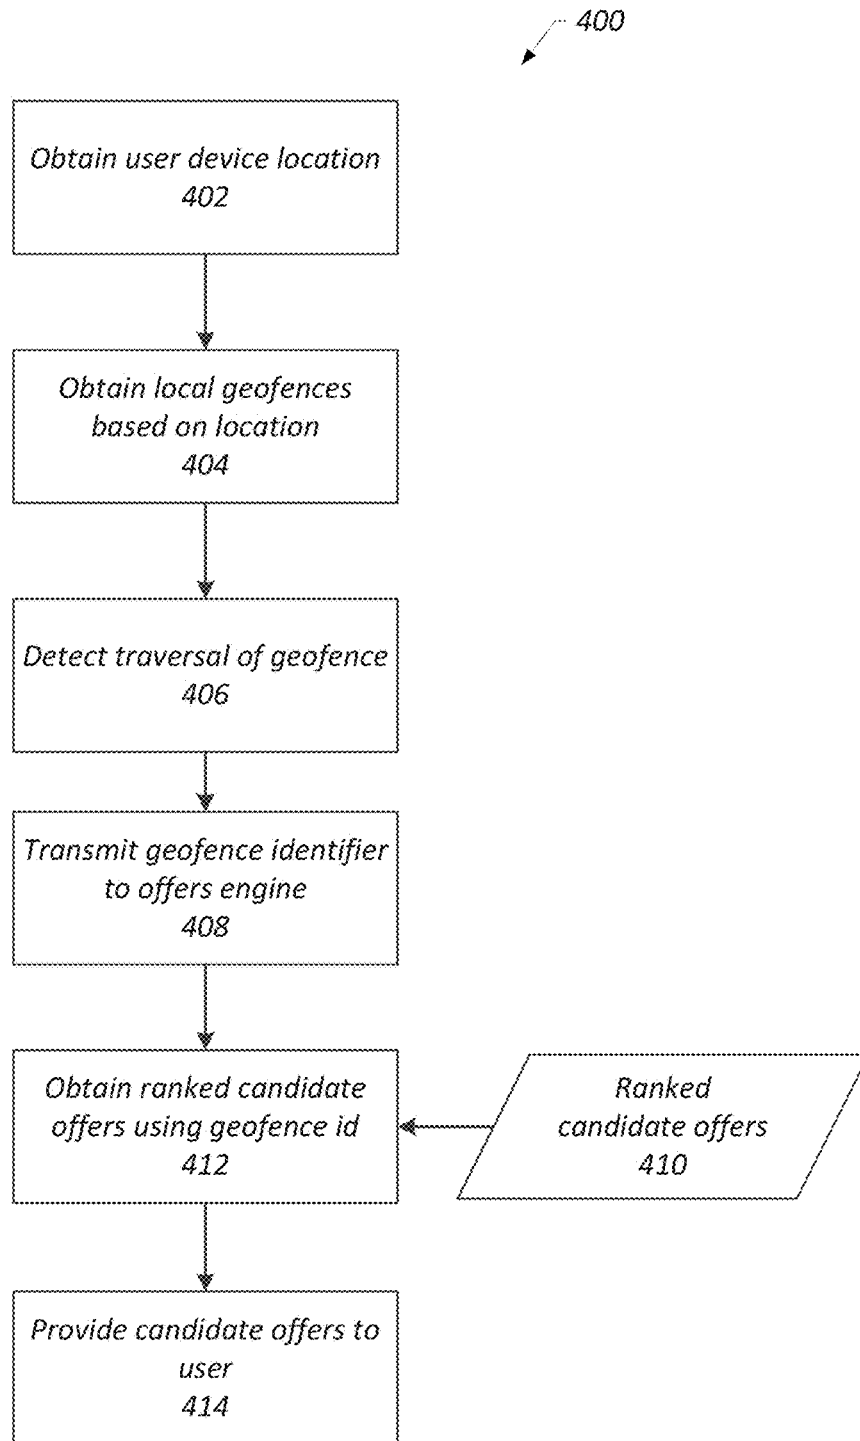 400
Obtain user device location
402
Obtain local geofences
based on location
404
Detect traversal of geofence
406
Transmit geofence identifier
to offers engine
408
Obtain ranked candidate
offers using geofence id
412
Ranked
candidate offers
410
Provide candidate offers to
user
414